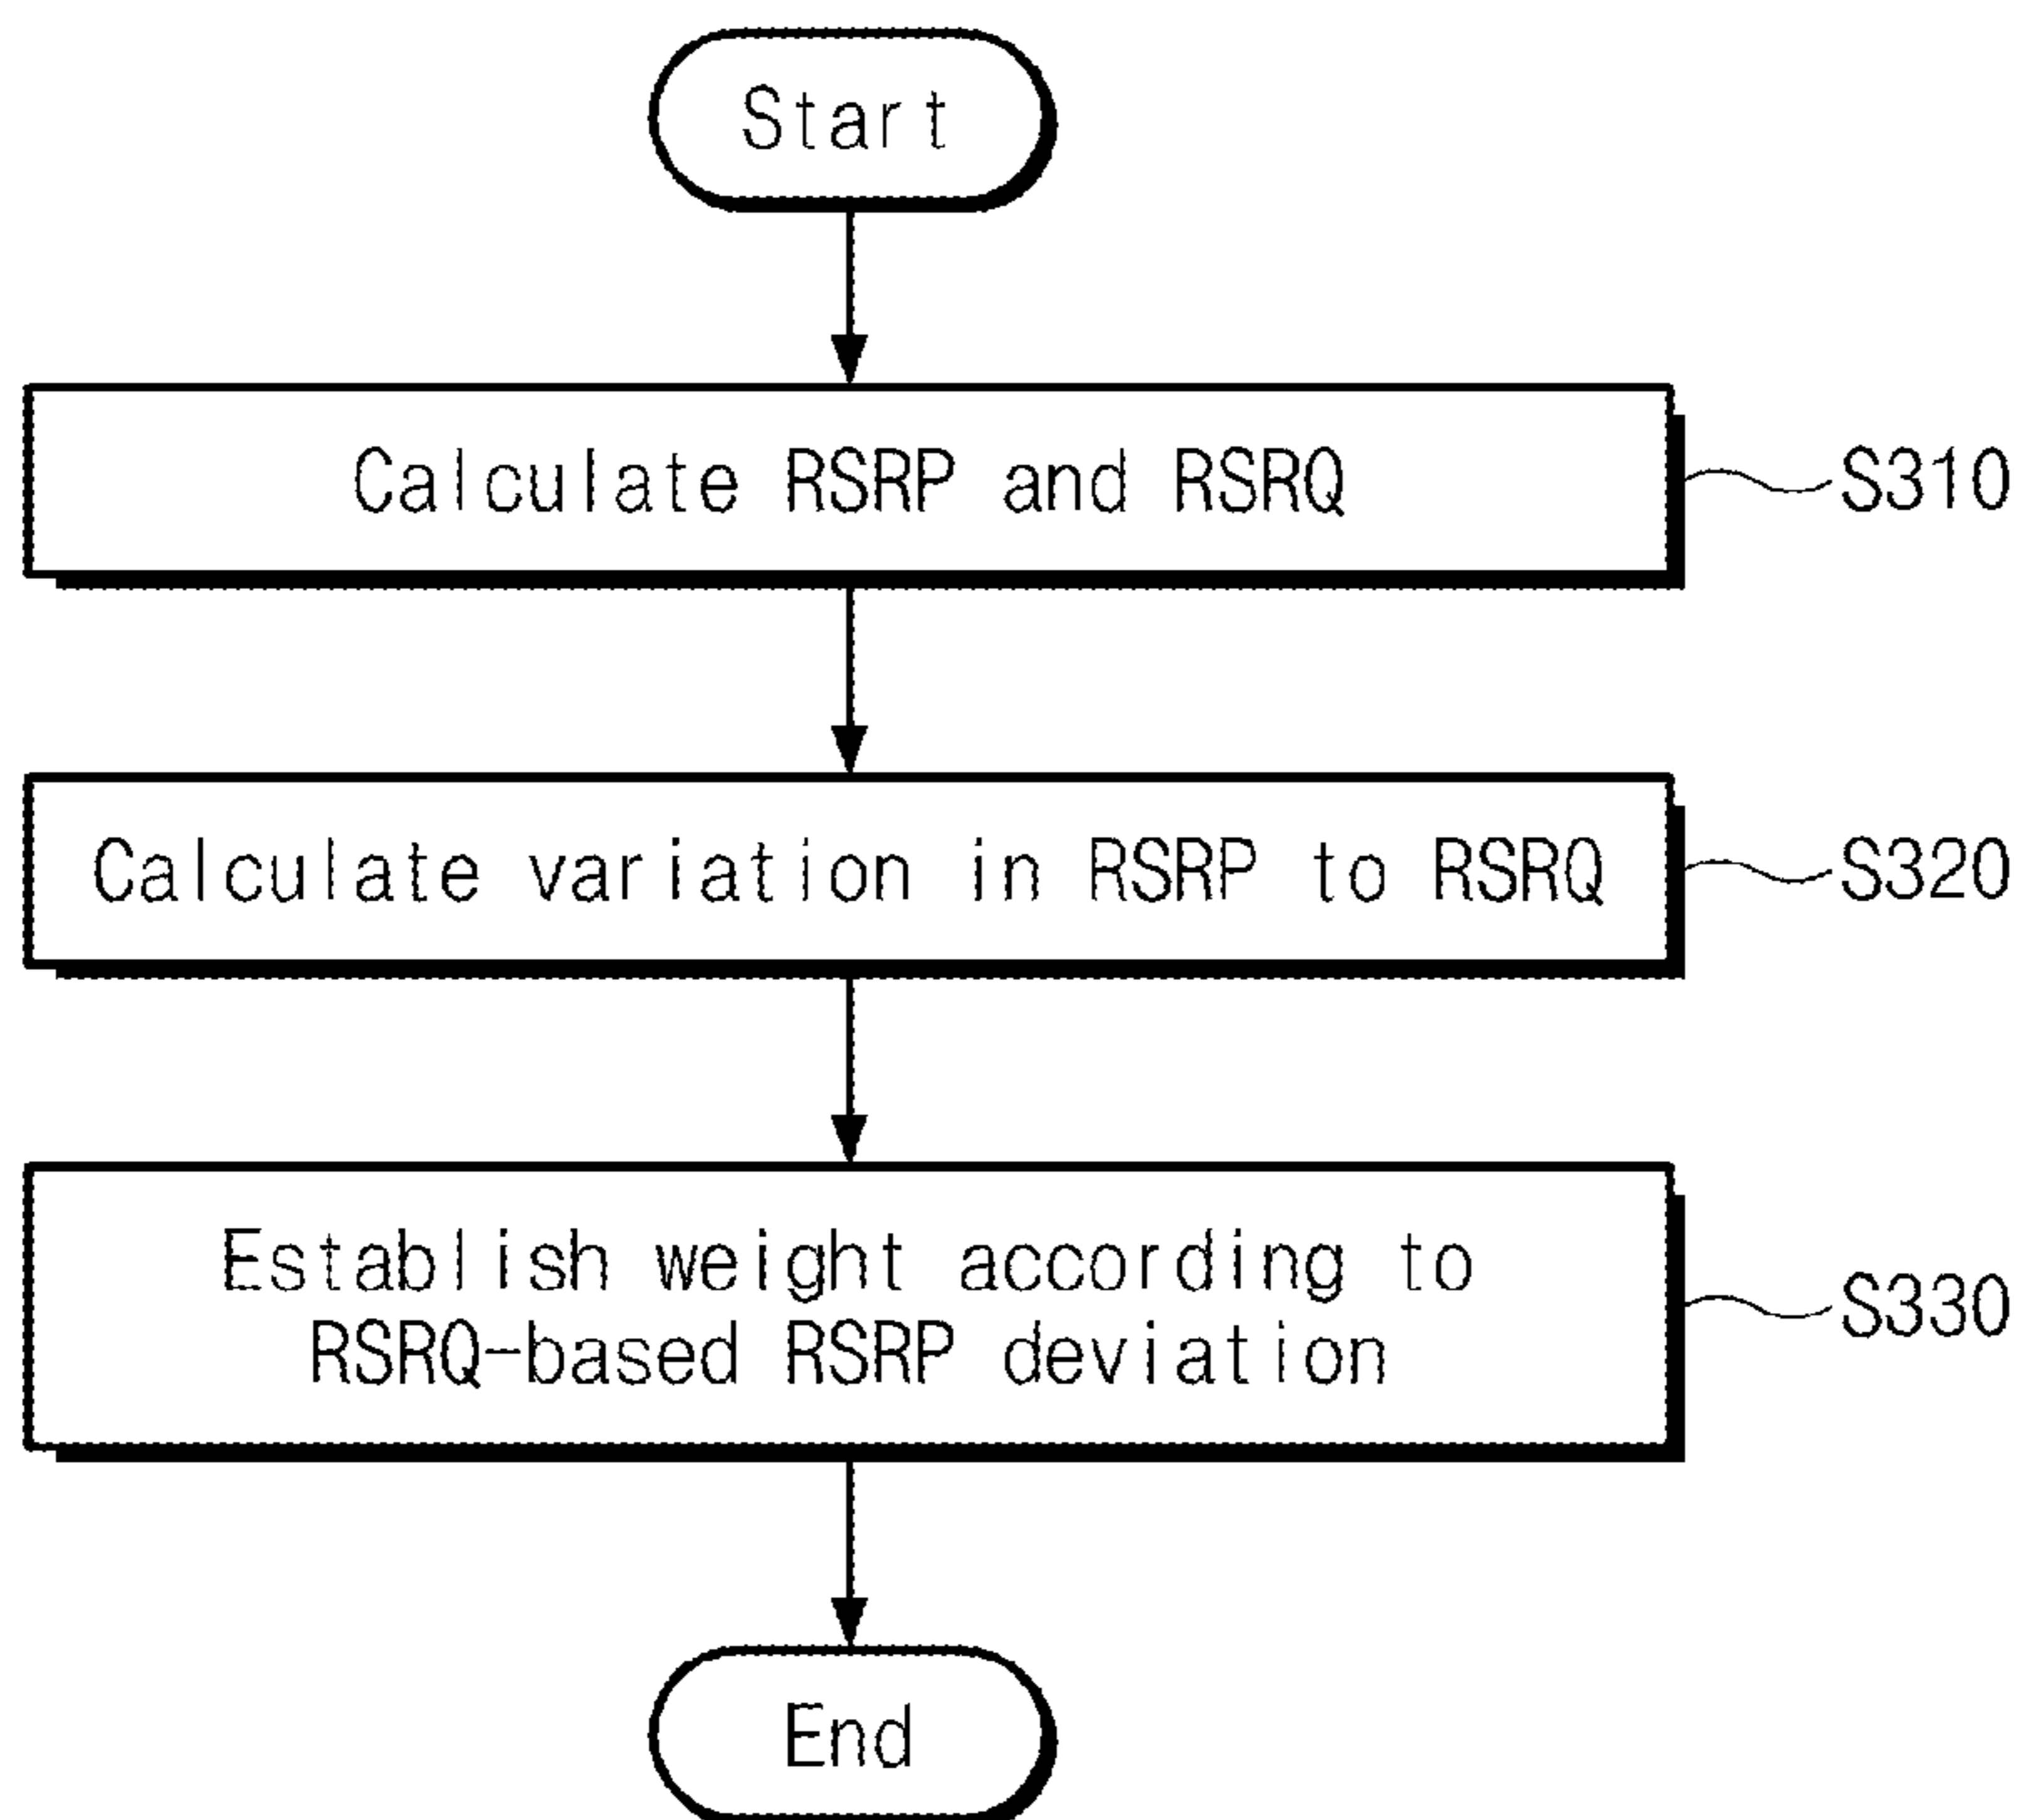 Start
Calculate RSRP and RSRQ
S310
Calculate variation in RSRP to RSRQ
S320
Establish weight according to
RSRQ-based RSRP deviation
S330
End